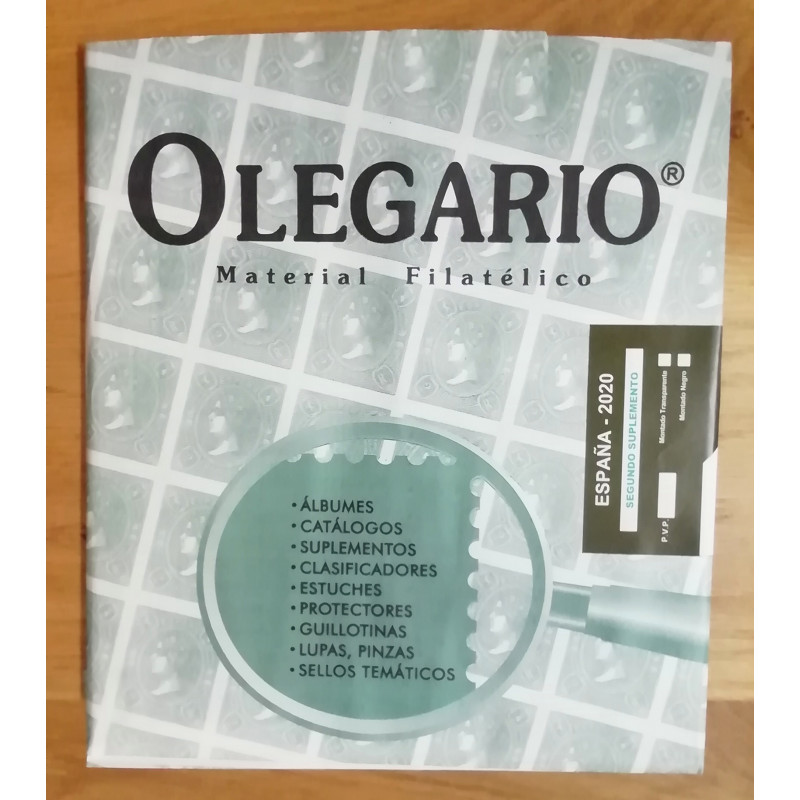 OLEGARIO®
Material Filatélico
ESPAÑA - 2020
SEGUNDO SUPLEMENTO
P.V.P.
Montado Transparente
Montado Negro
• ÁLBUMES
• CATÁLOGOS
• SUPLEMENTOS
• CLASIFICADORES
• ESTUCHES
• PROTECTORES
• GUILLOTINAS
• LUPAS, PINZAS
• SELLOS TEMÁTICOS